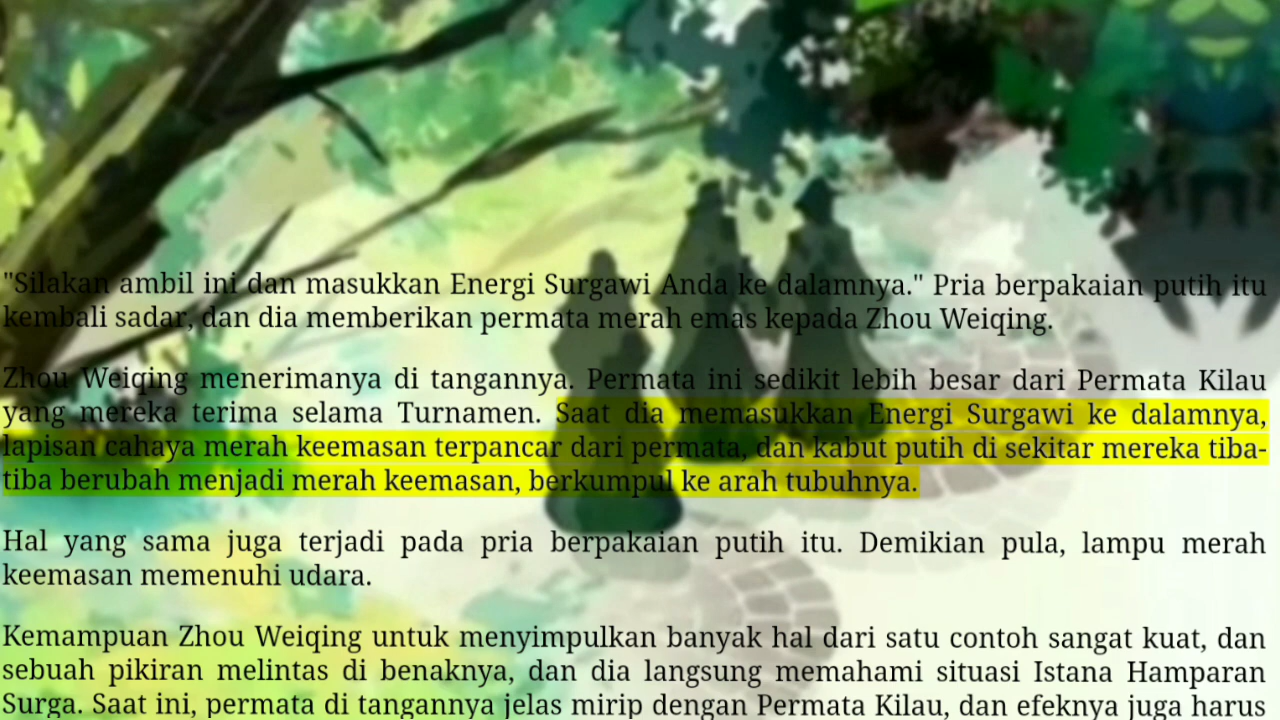 "Silakan ambil ini dan masukkan Energi Surgawi Anda ke dalamnya." Pria berpakaian putih itu
kembali sadar, dan dia memberikan permata merah emas kepada Zhou Weiqing.
Zhou Weiqing menerimanya di tangannya. Permata ini sedikit lebih besar dari Permata Kilau
yang mereka terima selama Turnamen. Saat dia memasukkan Energi Surgawi ke dalamnya,
lapisan cahaya merah keemasan terpancar dari permata, dan kabut putih di sekitar mereka tiba-
tiba berubah menjadi merah keemasan, berkumpul ke arah tubuhnya.
Hal yang sama juga terjadi pada pria berpakaian putih itu. Demikian pula, lampu merah
keemasan memenuhi udara.
Kemampuan Zhou Weiqing untuk menyimpulkan banyak hal dari satu contoh sangat kuat, dan
sebuah pikiran melintas di benaknya, dan dia langsung memahami situasi Istana Hamparan
Surga. Saat ini, permata di tangannya jelas mirip dengan Permata Kilau, dan efeknya juga harus